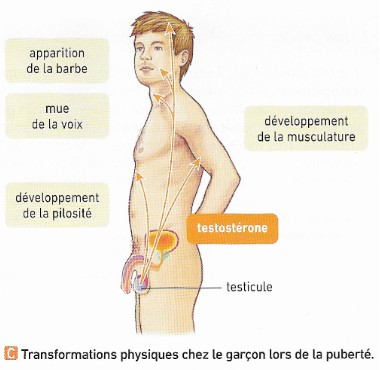 apparition
de la barbe
mue
de la voix
développement
de la musculature
développement
de la pilosité
testostérone
testicule
C Transformations physiques chez le garçon lors de la puberté.